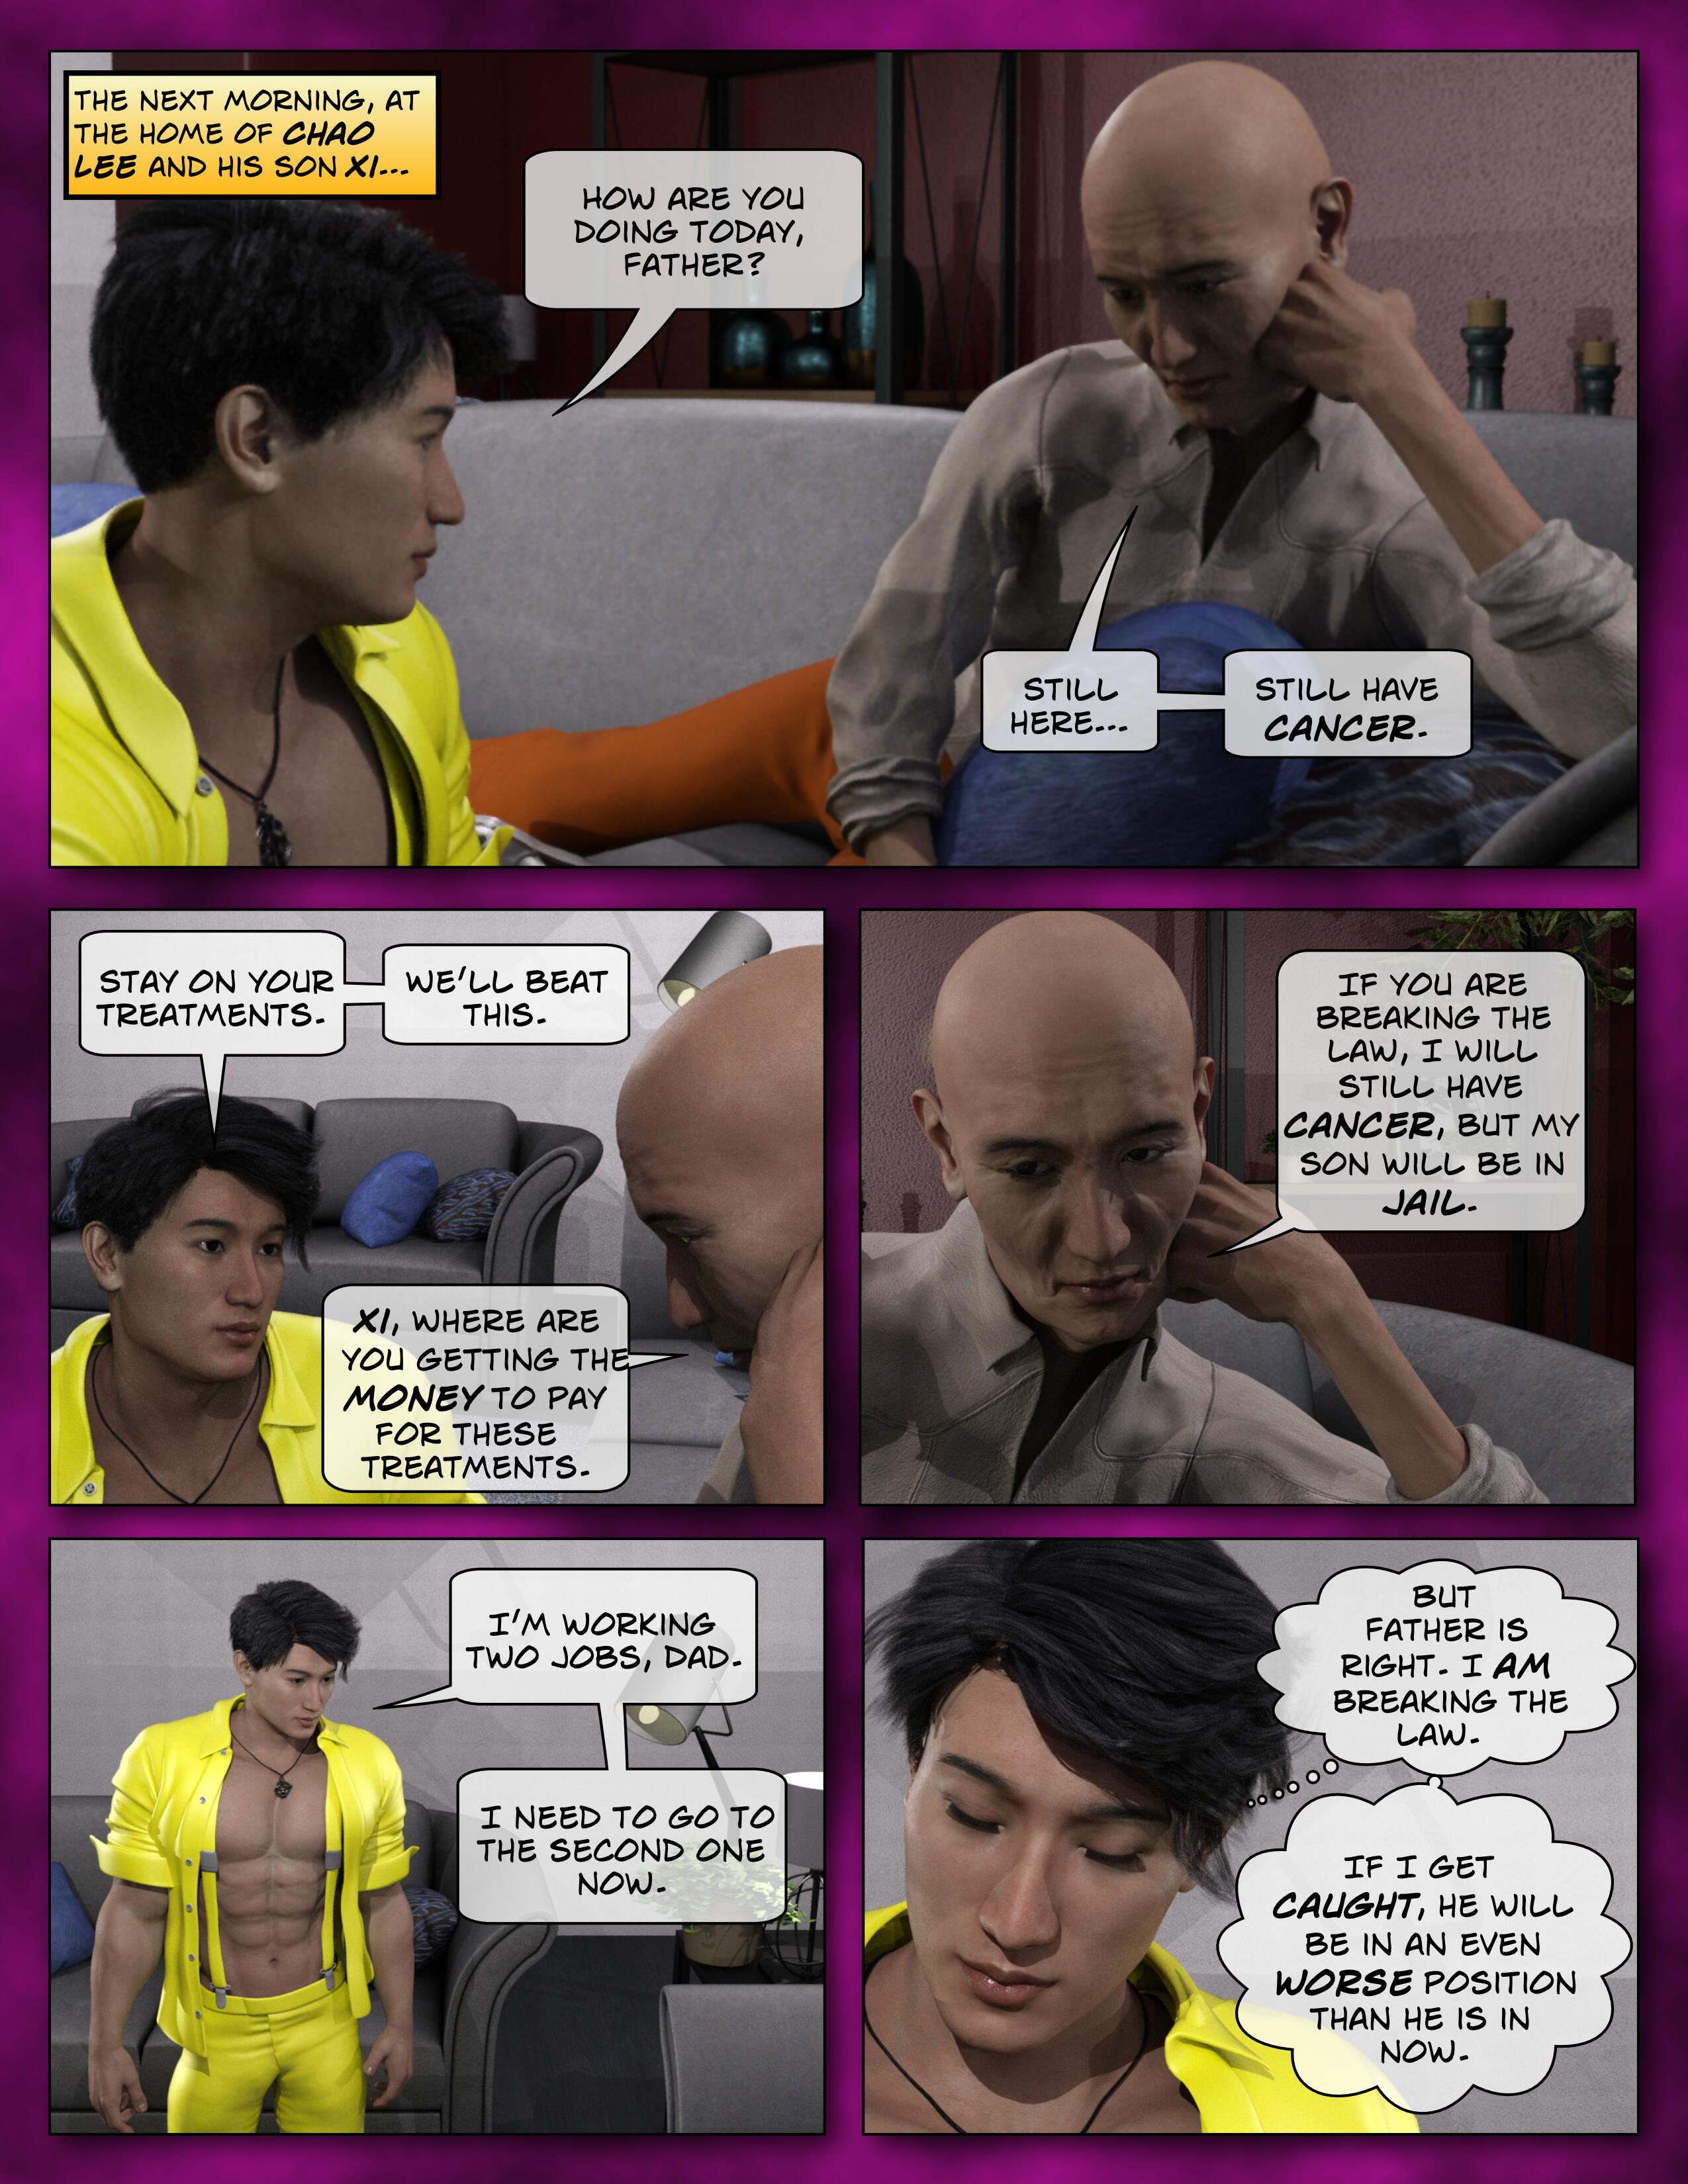 THE NEXT MORNING, AT
THE HOME OF CHAO
LEE AND HIS SON XI...
HOW ARE YOU
DOING TODAY,
FATHER?
STILL
HERE...
STILL HAVE
CANCER.
STAY ON YOUR
TREATMENTS.
WE'LL BEAT
THIS.
XI, WHERE ARE
YOU GETTING THE
MONEY TO PAY
FOR THESE
TREATMENTS.
IF YOU ARE
BREAKING THE
LAW, I WILL
STILL HAVE
CANCER, BUT MY
SON WILL BE IN
JAIL.
I'M WORKING
TWO JOBS, DAD.
I NEED TO GO TO
THE SECOND ONE
NOW.
BUT
FATHER IS
RIGHT. I AM
BREAKING THE
LAW.
IF I GET
CAUGHT, HE WILL
BE IN AN EVEN
WORSE POSITION
THAN HE IS IN
NOW.